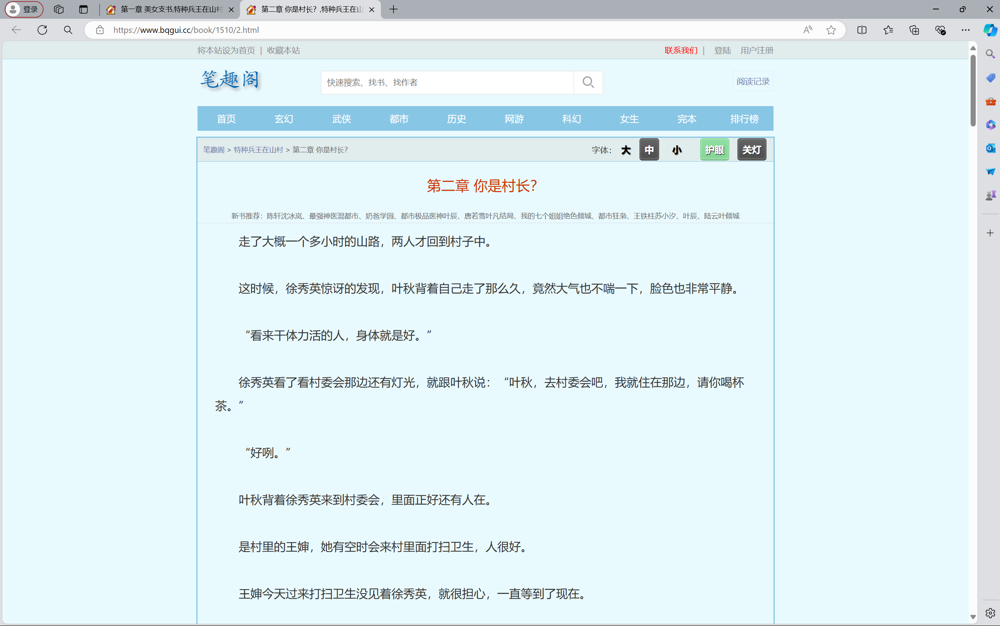 登录
第一章 美女支书,特种兵王在山村
第二章 你是村长？,特种兵王在山
https://www.bqgui.cc/book/1510/2.html
将本站设为首页 | 收藏本站
联系我们 | 登陆 用户注册
笔趣阁
快速搜索、找书、找作者
阅读记录
首页 玄幻 武侠 都市 历史 网游 科幻 女生 完本 排行榜
笔趣阁 > 特种兵王在山村 > 第二章 你是村长？
字体： 大 中 小 护眼 关灯
第二章 你是村长？
新书推荐：陈轩沈冰岚、最强神医混都市、奶爸学园、都市极品医神叶辰、唐若雪叶凡结局、我的七个姐姐绝色倾城、都市狂枭、王铁柱苏小汐、叶辰、陆云叶倾城
走了大概一个多小时的山路，两人才回到村子中。
这时候，徐秀英惊讶的发现，叶秋背着自己走了那么久，竟然大气也不喘一下，脸色也非常平静。
“看来干体力活的人，身体就是好。”
徐秀英看了看村委会那边还有灯光，就跟叶秋说：“叶秋，去村委会吧，我就住在那边，请你喝杯
茶。”
“好咧。”
叶秋背着徐秀英来到村委会，里面正好还有人在。
是村里的王婶，她有空时会来村里面打扫卫生，人很好。
王婶今天过来打扫卫生没见着徐秀英，就很担心，一直等到了现在。